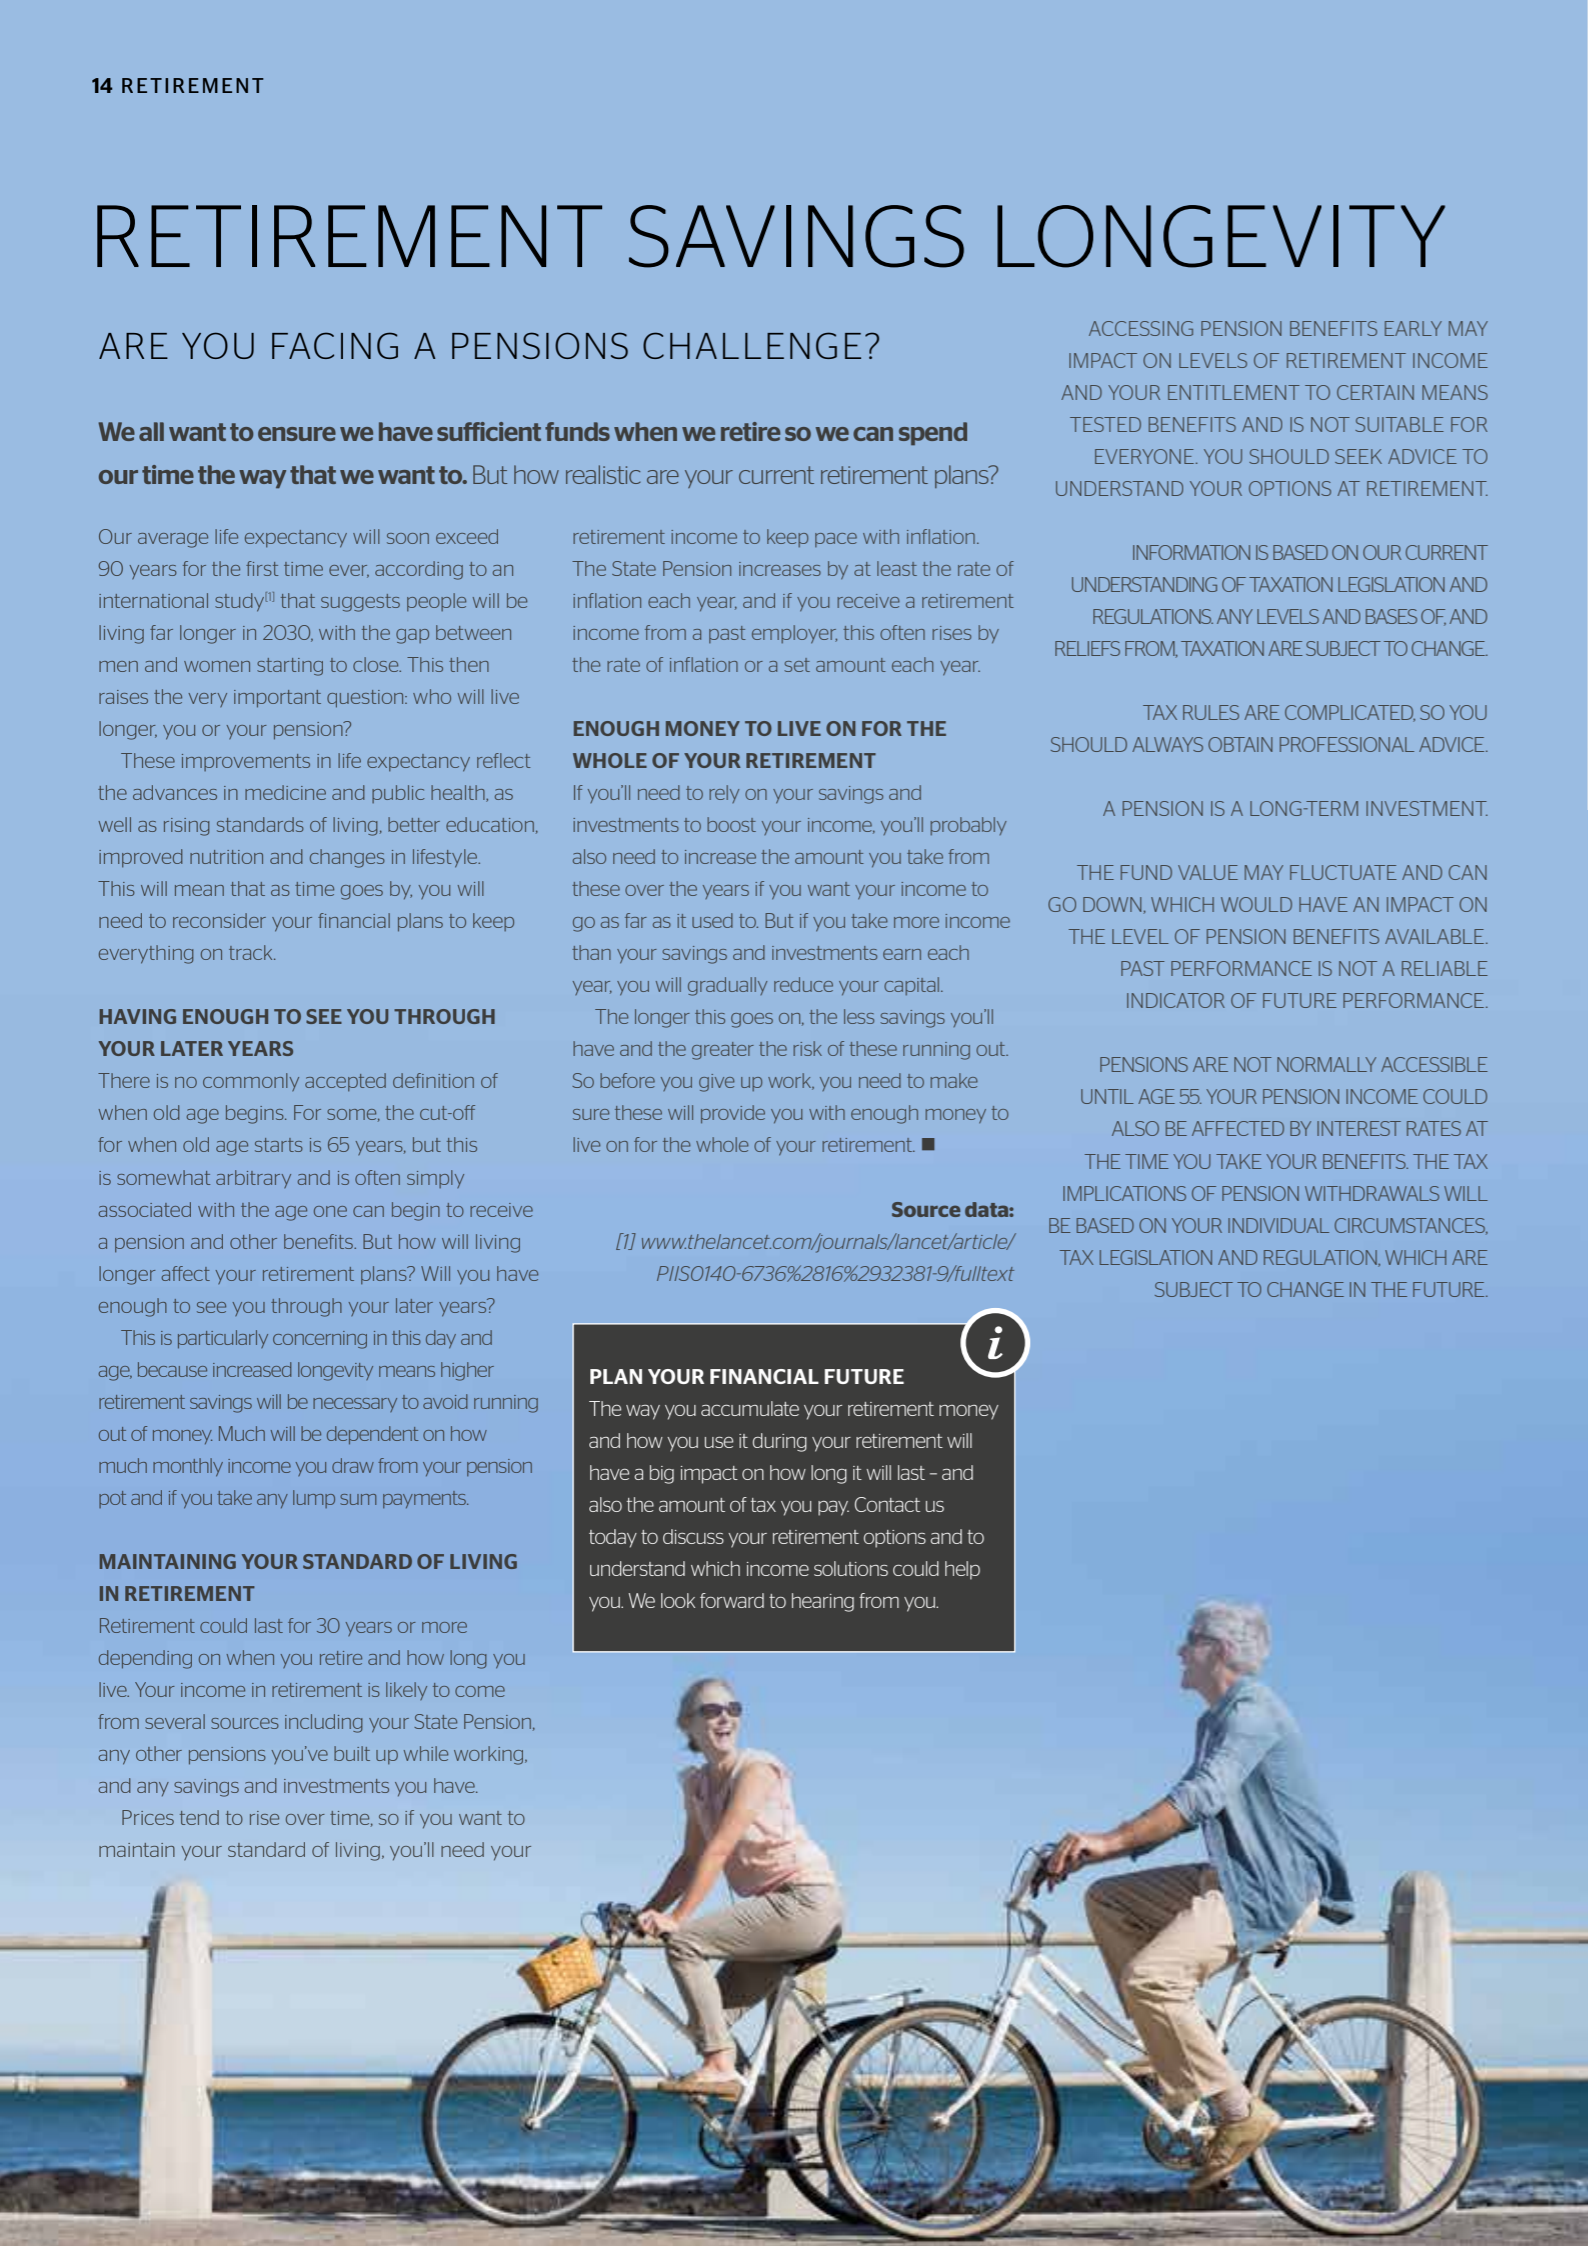 14 RETIREMENT
RETIREMENT SAVINGS LONGEVITY
ARE YOU FACING A PENSIONS CHALLENGE?
We all want to ensure we have sufficient funds when we retire so we can spend
our time the way that we want to. But how realistic are your current retirement plans?
Our average life expectancy will soon exceed
90 years for the first time ever, according to an
international study[1] that suggests people will be
living far longer in 2030, with the gap between
men and women starting to close. This then
raises the very important question: who will live
longer, you or your pension?
These improvements in life expectancy reflect
the advances in medicine and public health, as
well as rising standards of living, better education,
improved nutrition and changes in lifestyle.
This will mean that as time goes by, you will
need to reconsider your financial plans to keep
everything on track.
HAVING ENOUGH TO SEE YOU THROUGH
YOUR LATER YEARS
There is no commonly accepted definition of
when old age begins. For some, the cut-off
for when old age starts is 65 years, but this
is somewhat arbitrary and is often simply
associated with the age one can begin to receive
a pension and other benefits. But how will living
longer affect your retirement plans? Will you have
enough to see you through your later years?
This is particularly concerning in this day and
age, because increased longevity means higher
retirement savings will be necessary to avoid running
out of money. Much will be dependent on how
much monthly income you draw from your pension
pot and if you take any lump sum payments.
MAINTAINING YOUR STANDARD OF LIVING
IN RETIREMENT
Retirement could last for 30 years or more
depending on when you retire and how long you
live. Your income in retirement is likely to come
from several sources including your State Pension,
any other pensions you've built up while working,
and any savings and investments you have.
Prices tend to rise over time, so if you want to
maintain your standard of living, you'll need your
retirement income to keep pace with inflation.
The State Pension increases by at least the rate of
inflation each year, and if you receive a retirement
income from a past employer, this often rises by
the rate of inflation or a set amount each year.
ENOUGH MONEY TO LIVE ON FOR THE
WHOLE OF YOUR RETIREMENT
If you'll need to rely on your savings and
investments to boost your income, you'll probably
also need to increase the amount you take from
these over the years if you want your income to
go as far as it used to. But if you take more income
than your savings and investments earn each
year, you will gradually reduce your capital.
The longer this goes on, the less savings you'll
have and the greater the risk of these running out.
So before you give up work, you need to make
sure these will provide you with enough money to
live on for the whole of your retirement. ■
Source data:
[1] www.thelancet.com/journals/lancet/article/
PIIS0140-6736%2816%2932381-9/fulltext
i
PLAN YOUR FINANCIAL FUTURE
The way you accumulate your retirement money
and how you use it during your retirement will
have a big impact on how long it will last – and
also the amount of tax you pay. Contact us
today to discuss your retirement options and to
understand which income solutions could help
you. We look forward to hearing from you.
ACCESSING PENSION BENEFITS EARLY MAY
IMPACT ON LEVELS OF RETIREMENT INCOME
AND YOUR ENTITLEMENT TO CERTAIN MEANS
TESTED BENEFITS AND IS NOT SUITABLE FOR
EVERYONE. YOU SHOULD SEEK ADVICE TO
UNDERSTAND YOUR OPTIONS AT RETIREMENT.
INFORMATION IS BASED ON OUR CURRENT
UNDERSTANDING OF TAXATION LEGISLATION AND
REGULATIONS. ANY LEVELS AND BASES OF, AND
RELIEFS FROM, TAXATION ARE SUBJECT TO CHANGE.
TAX RULES ARE COMPLICATED, SO YOU
SHOULD ALWAYS OBTAIN PROFESSIONAL ADVICE.
A PENSION IS A LONG-TERM INVESTMENT.
THE FUND VALUE MAY FLUCTUATE AND CAN
GO DOWN, WHICH WOULD HAVE AN IMPACT ON
THE LEVEL OF PENSION BENEFITS AVAILABLE.
PAST PERFORMANCE IS NOT A RELIABLE
INDICATOR OF FUTURE PERFORMANCE.
PENSIONS ARE NOT NORMALLY ACCESSIBLE
UNTIL AGE 55. YOUR PENSION INCOME COULD
ALSO BE AFFECTED BY INTEREST RATES AT
THE TIME YOU TAKE YOUR BENEFITS. THE TAX
IMPLICATIONS OF PENSION WITHDRAWALS WILL
BE BASED ON YOUR INDIVIDUAL CIRCUMSTANCES,
TAX LEGISLATION AND REGULATION, WHICH ARE
SUBJECT TO CHANGE IN THE FUTURE.